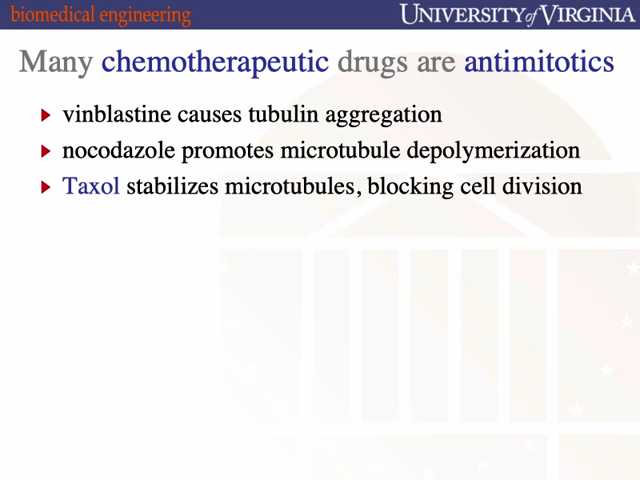 biomedical engineering
UNIVERSITY of VIRGINIA
Many chemotherapeutic drugs are antimitotics
vinblastine causes tubulin aggregation
nocodazole promotes microtubule depolymerization
Taxol stabilizes microtubules, blocking cell division